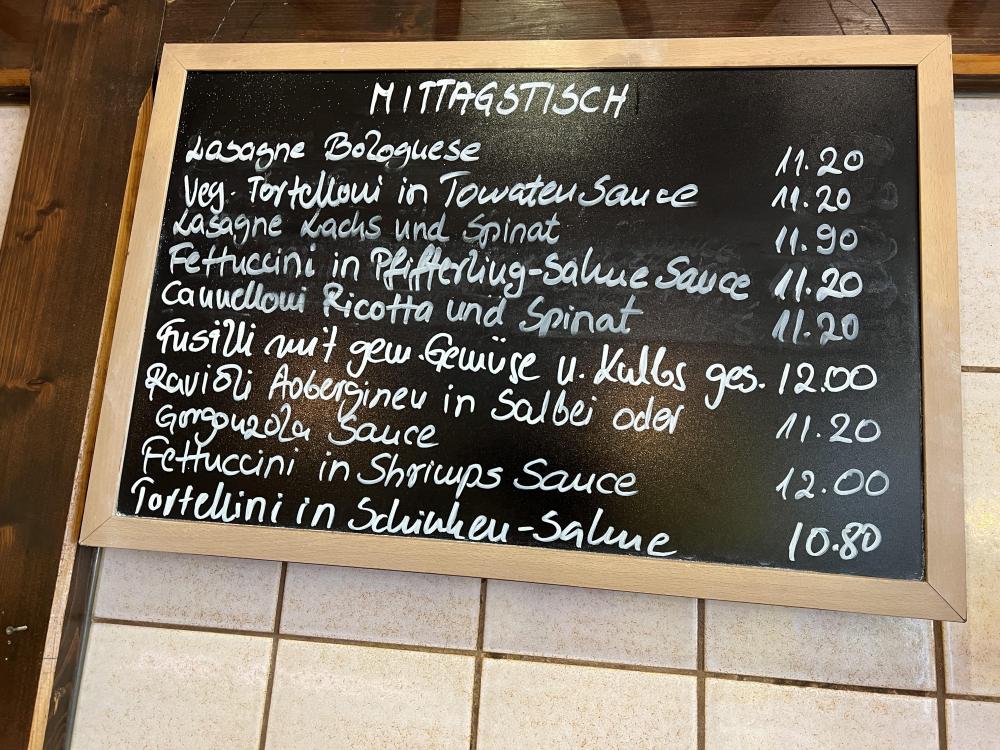 MITTAGSTISCH
Lasagne Bolognese 11.20
Veg. Tortelloni in Tomaten Sauce 11.20
Lasagne Lachs und Spinat 11.90
Fettuccini in Pfifferling-Sahne Sauce 11.20
Cannelloni Ricotta und Spinat 11.20
Fusilli mit gem. Gemüse u. Kalbs ges. 12.00
Ravioli Auberginen in Salbei oder 11.20
Gorgonzola Sauce
Fettuccini in Shrimps Sauce 12.00
Tortellini in Schinken-Sahne 10.80